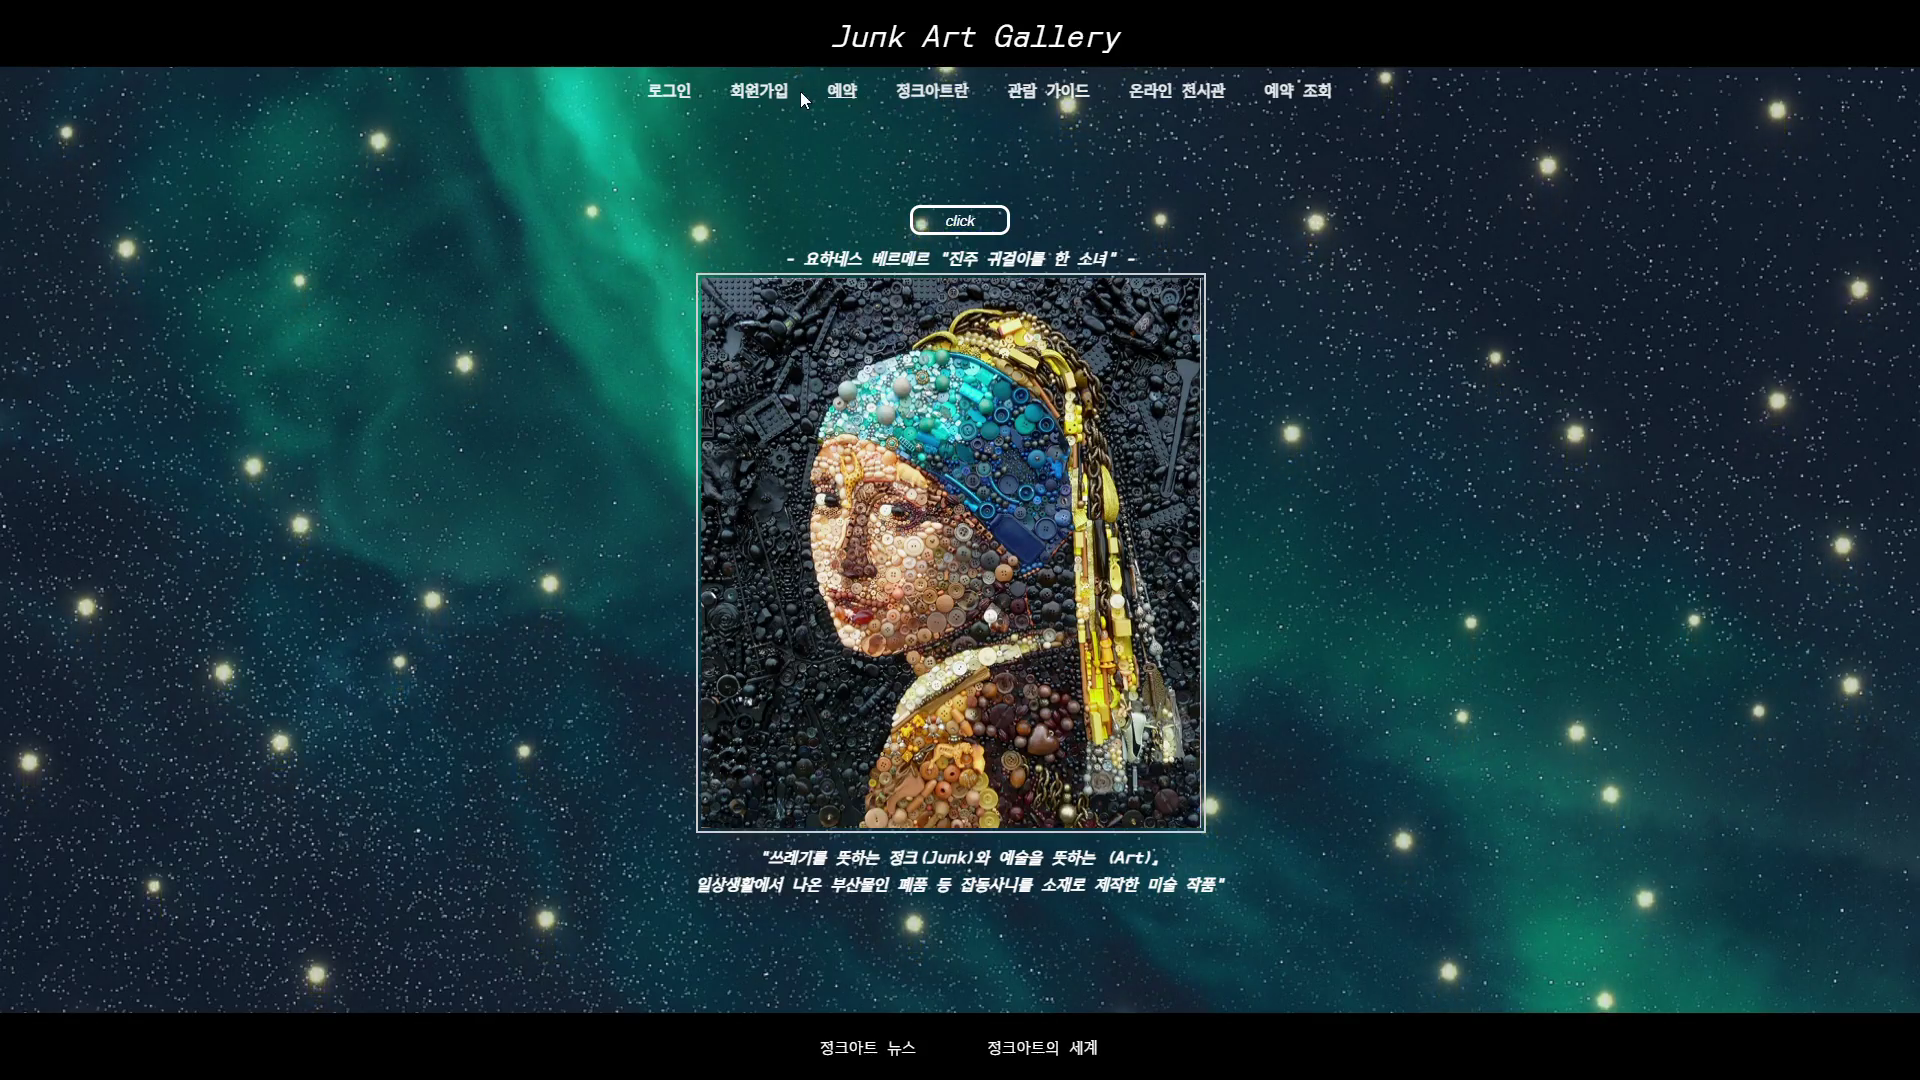 Junk Art Gallery
로그인 회원가입 예약 정크아트란 관람 가이드 온라인 전시관 예약 조회
click
- 요하네스 베르메르 "진주 귀걸이를 한 소녀" -
"쓰레기를 뜻하는 정크(Junk)와 예술을 뜻하는 (Art),
일상생활에서 나온 부산물인 폐품 등 잡동사니를 소재로 제작한 미술 작품"
정크아트 뉴스 정크아트의 세계